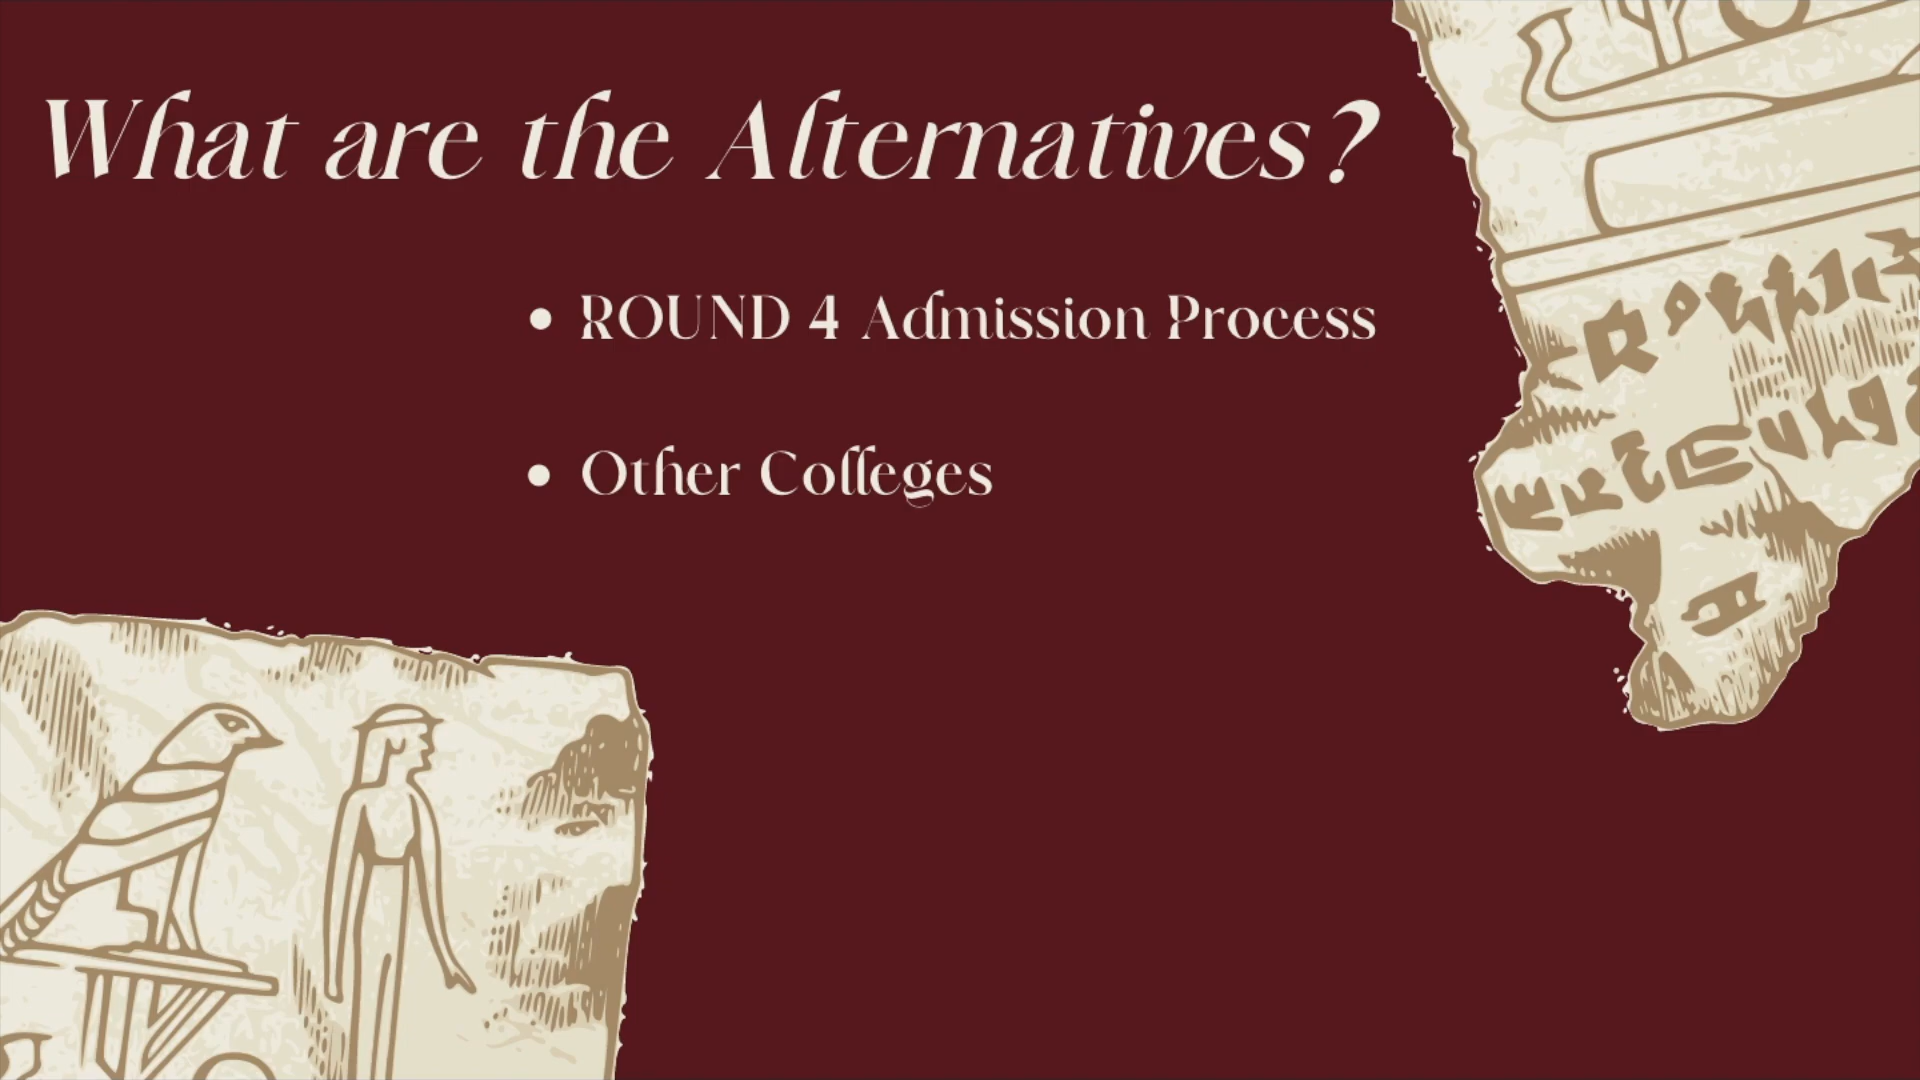 What are the Alternatives?
• ROUND 4 Admission Process
• Other Colleges